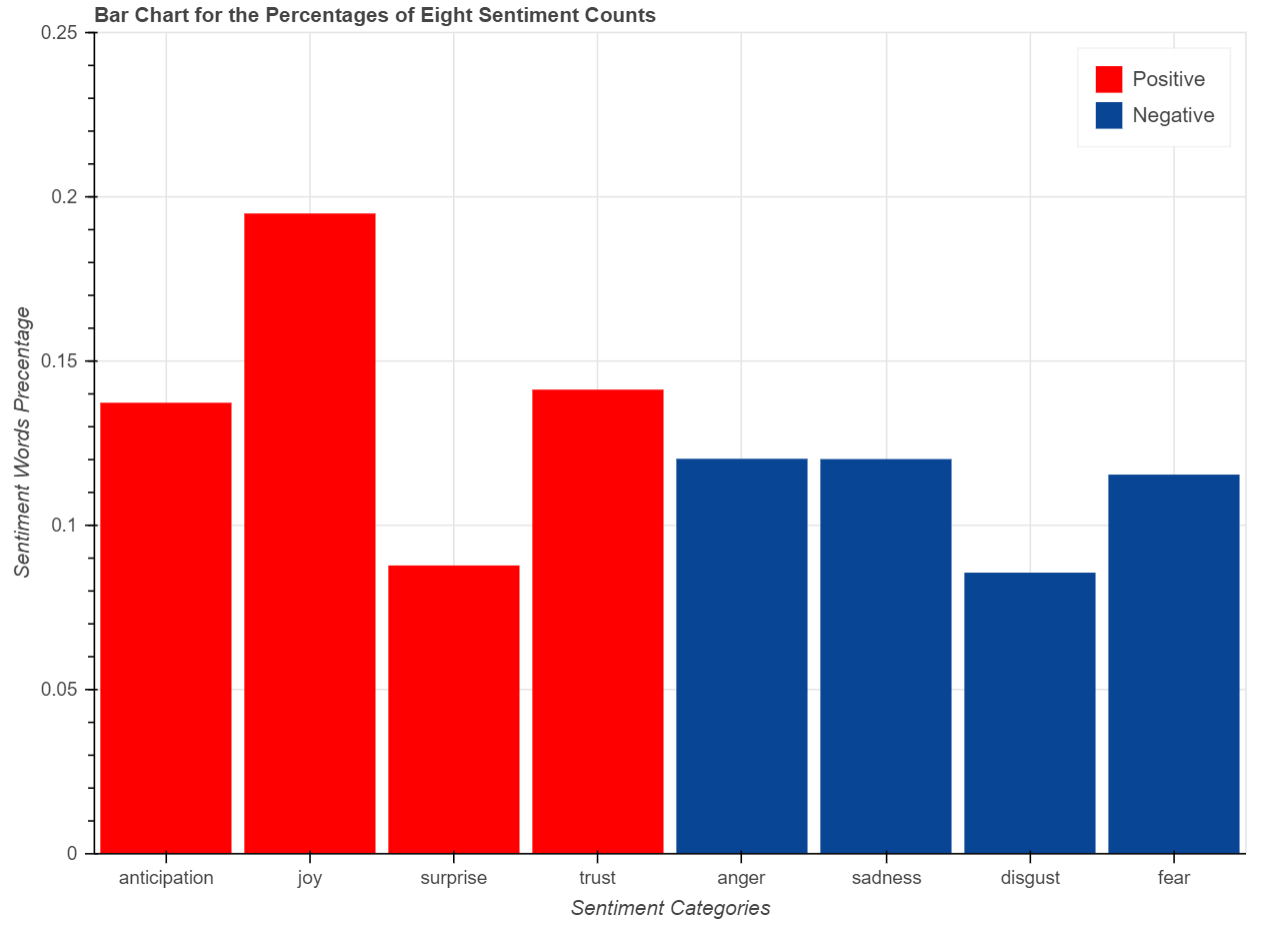 Bar Chart for the Percentages of Eight Sentiment Counts
0.25
0.2
0.15
0.1
0.05
0
Sentiment Words Precentage
Positive
Negative
anticipation joy surprise trust anger sadness disgust fear
Sentiment Categories